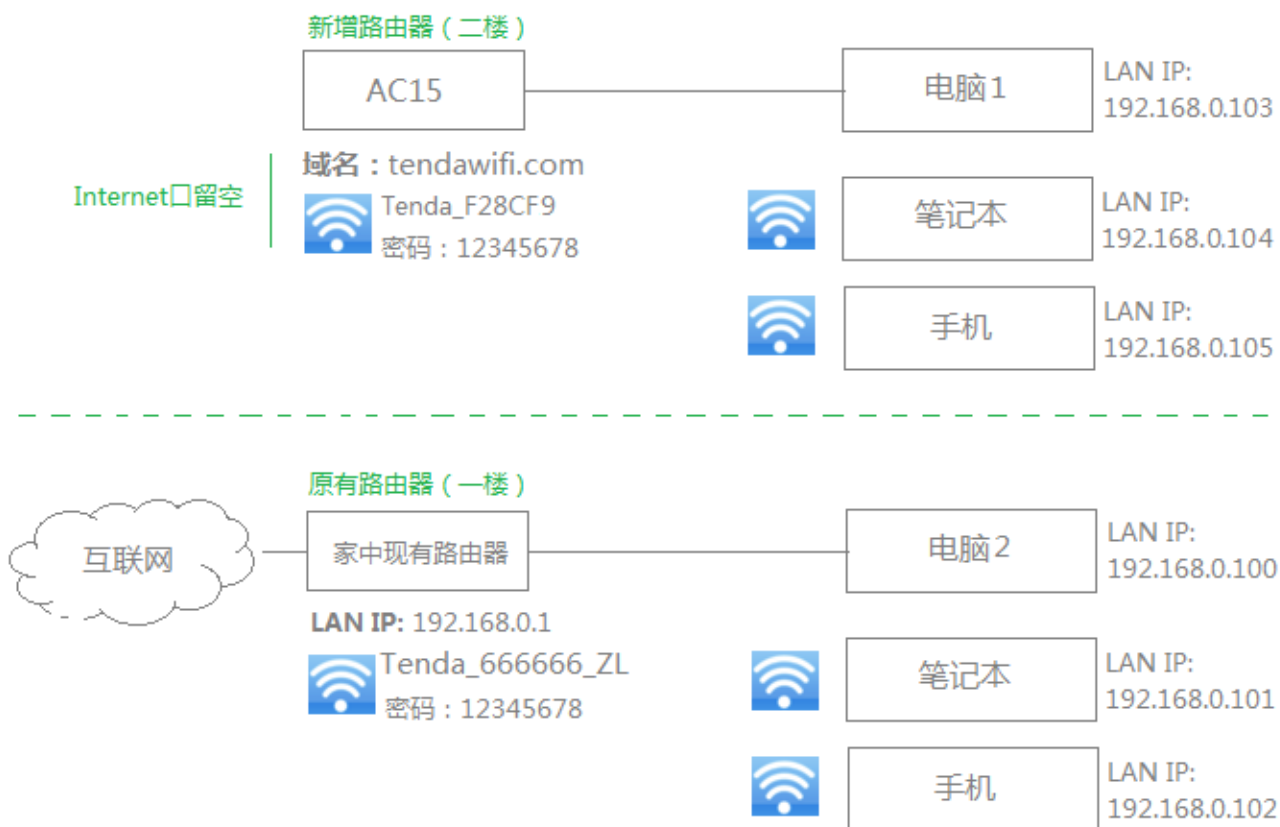 新增路由器（二楼）
AC15
电脑1
LAN IP:
192.168.0.103
域名：tendawifi.com
Internet口留空
Tenda_F28CF9
密码：12345678
笔记本
LAN IP:
192.168.0.104
手机
LAN IP:
192.168.0.105
原有路由器（一楼）
互联网
家中现有路由器
电脑2
LAN IP:
192.168.0.100
LAN IP: 192.168.0.1
Tenda_666666_ZL
密码：12345678
笔记本
LAN IP:
192.168.0.101
手机
LAN IP:
192.168.0.102